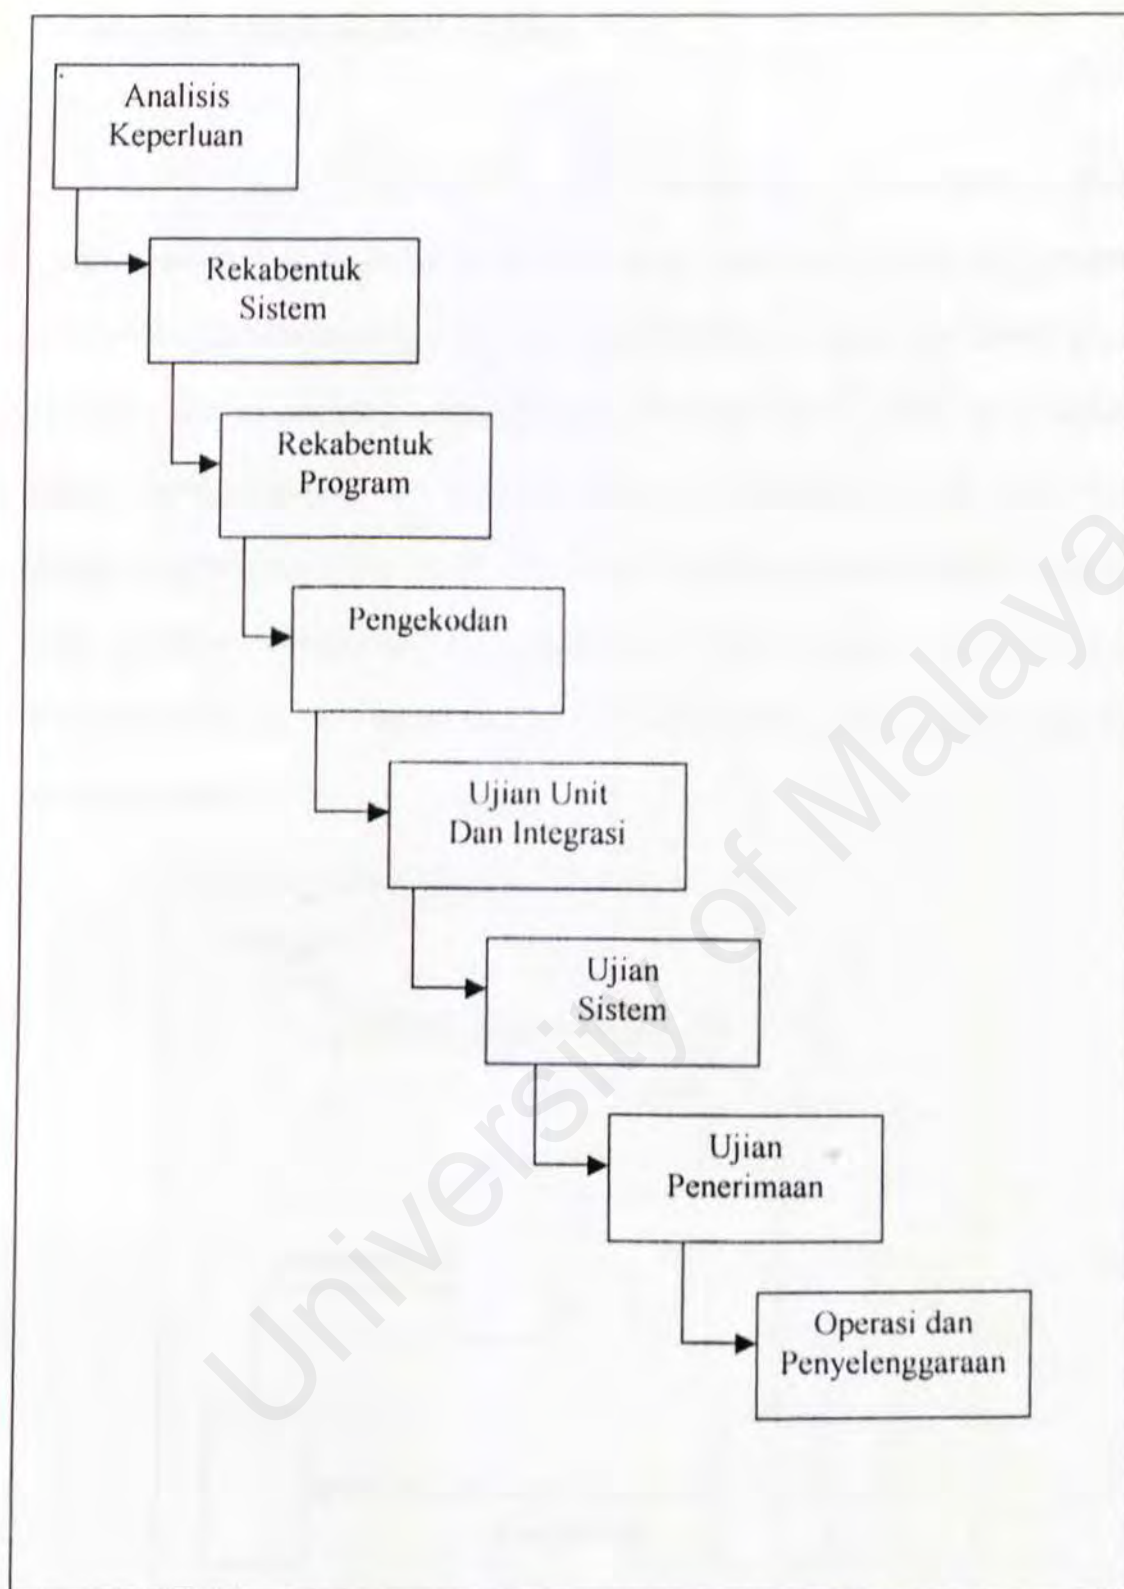 Analisis
Keperluan
Rekabentuk
Sistem
Rekabentuk
Program
Pengekodan
Ujian Unit
Dan Integrasi
Ujian
Sistem
Ujian
Penerimaan
Operasi dan
Penyelenggaraan
University of Malaya